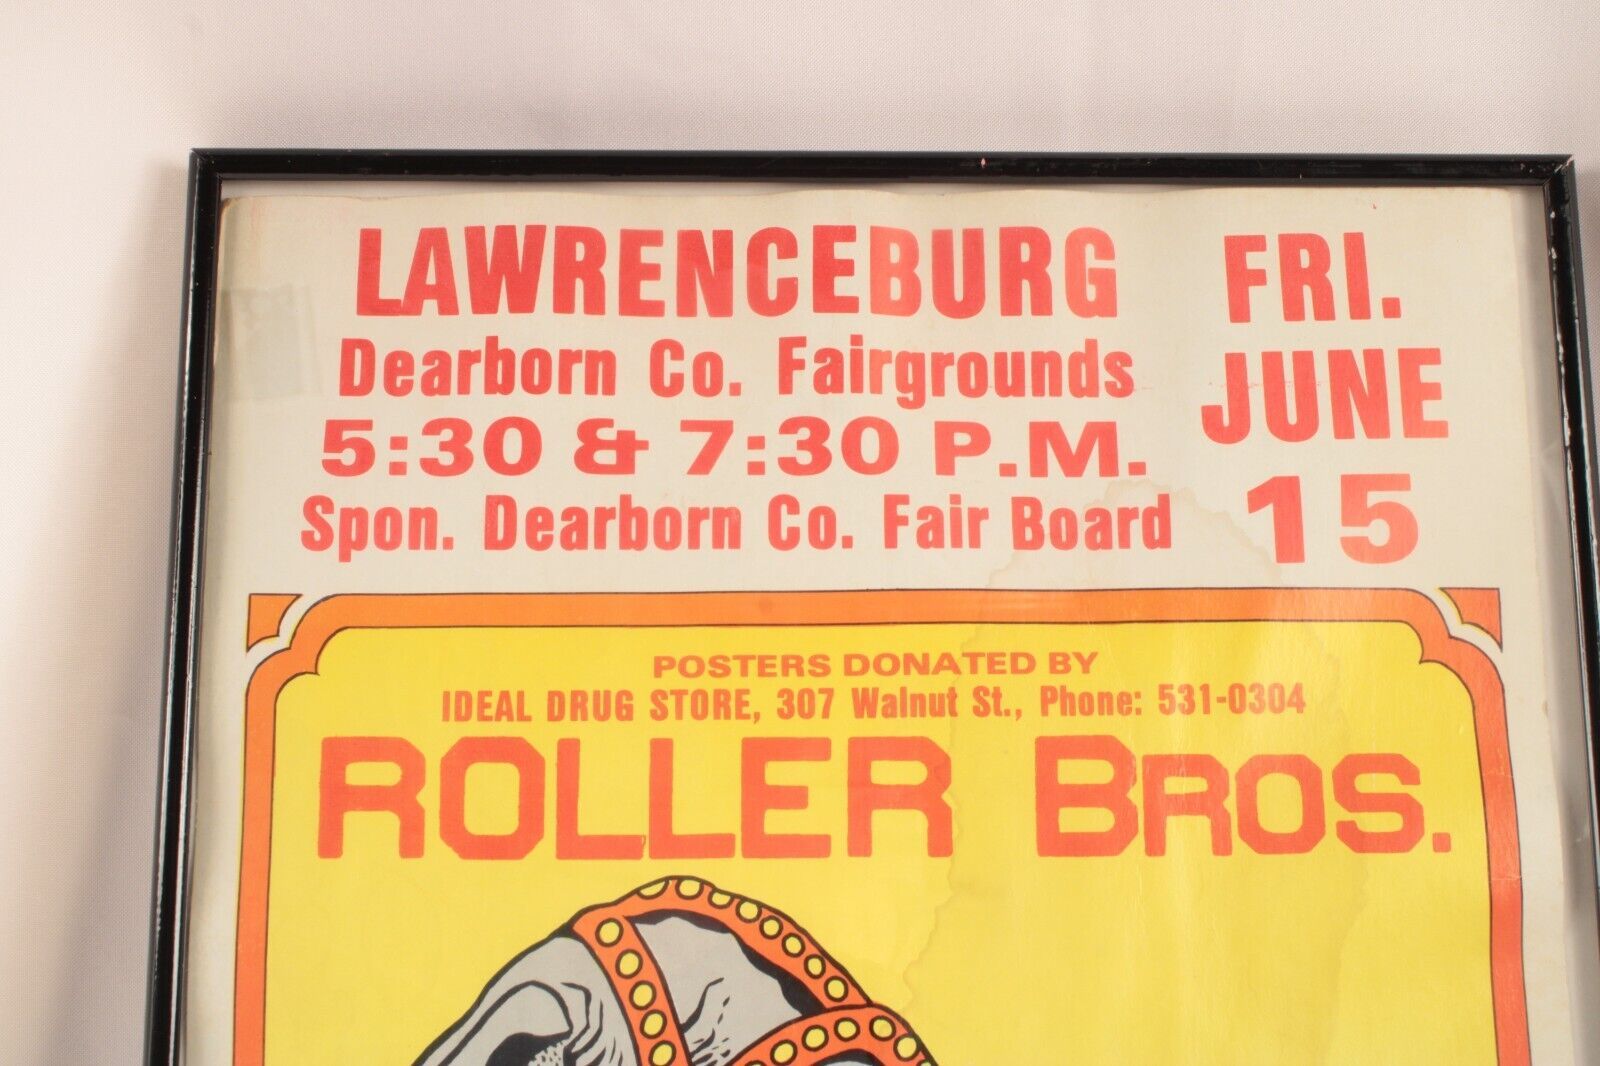 LAWRENCEBURG
Dearborn Co. Fairgrounds
5:30 & 7:30 P.M.
Spon. Dearborn Co. Fair Board
FRI.
JUNE
15
POSTERS DONATED BY
IDEAL DRUG STORE, 307 Walnut St., Phone: 531-0304
ROLLER BROS.